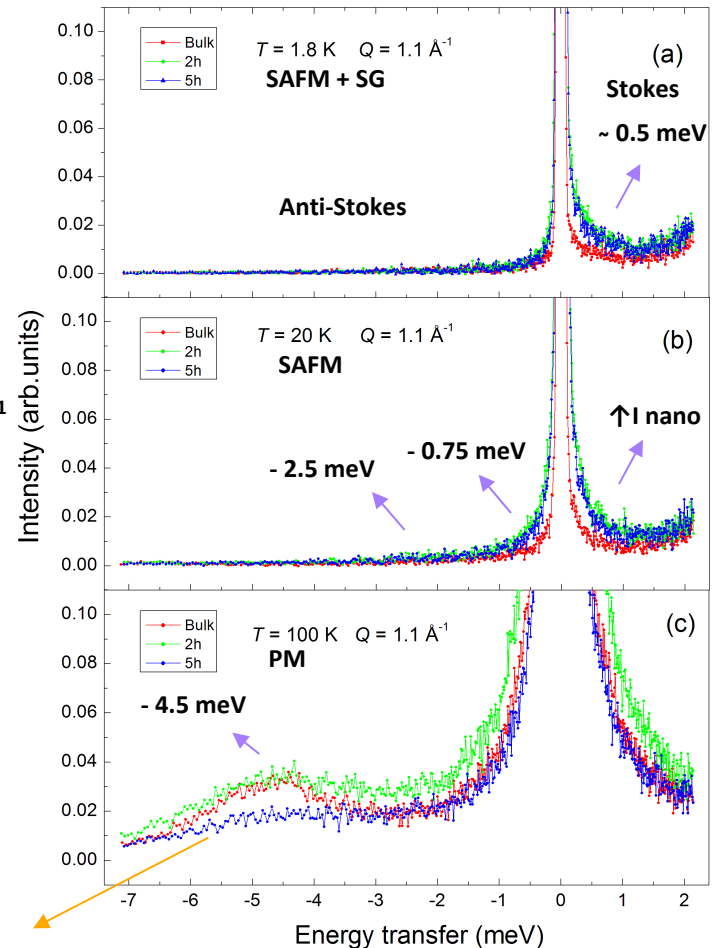 0.10
0.08
0.06
0.04
0.02
0.00
Bulk
2h
5h
T = 1.8 K Q = 1.1 Å-1
SAFM + SG
(a)
Stokes
~ 0.5 meV
Anti-Stokes
0.10
0.08
0.06
0.04
0.02
0.00
Bulk
2h
5h
T = 20 K Q = 1.1 Å-1
SAFM
(b)
↑I nano
- 0.75 meV
- 2.5 meV
1
Intensity (arb.units)
0.10
0.08
0.06
0.04
0.02
0.00
Bulk
2h
5h
T = 100 K Q = 1.1 Å-1
PM
(c)
- 4.5 meV
-7 -6 -5 -4 -3 -2 -1 0 1 2
Energy transfer (meV)